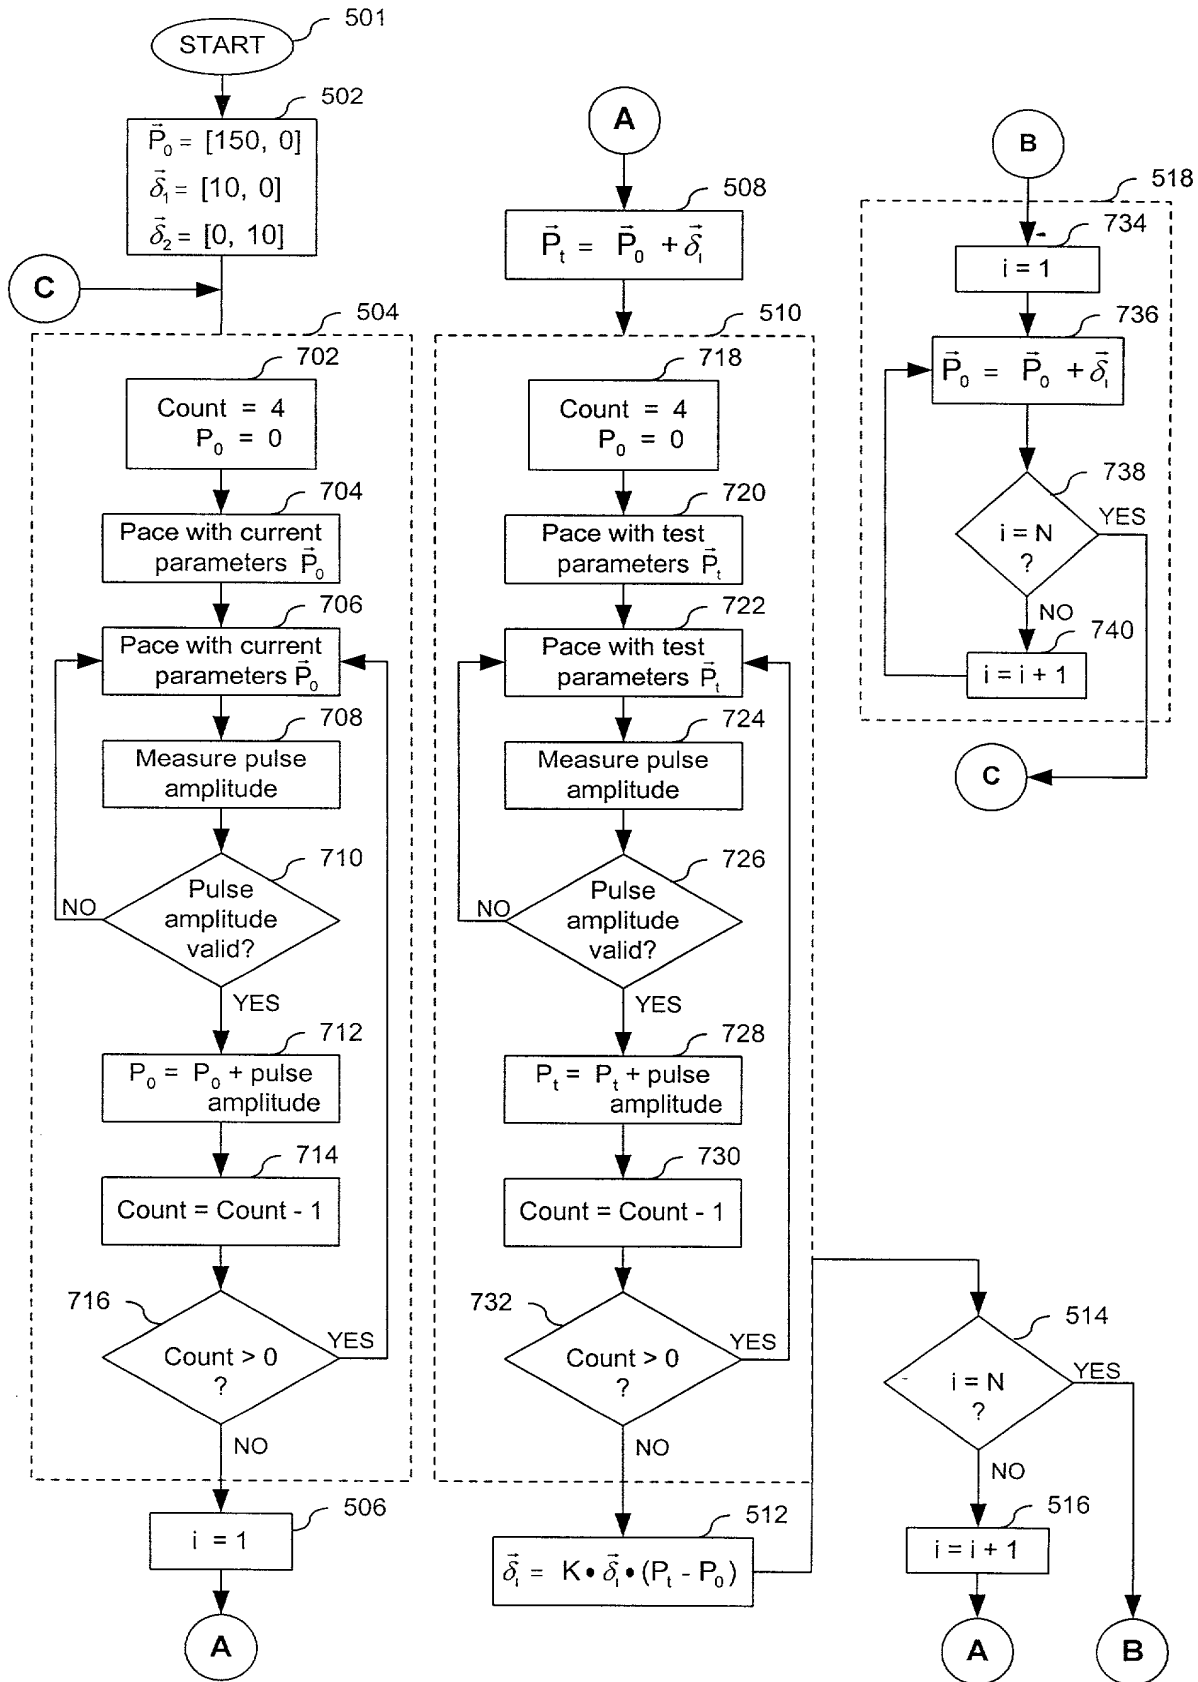 START
501
502
P⃗₀ = [150, 0]
δ⃗₁ = [10, 0]
δ⃗₂ = [0, 10]
C
504
702
Count = 4
P₀ = 0
704
Pace with current
parameters P⃗₀
706
Pace with current
parameters P⃗₀
708
Measure pulse
amplitude
710
Pulse
amplitude
valid?
NO
YES
712
P₀ = P₀ + pulse
amplitude
714
Count = Count - 1
716
Count > 0
?
YES
NO
506
i = 1
A
A
508
P⃗ₜ = P⃗₀ + δ⃗ᵢ
510
718
Count = 4
P₀ = 0
720
Pace with test
parameters P⃗ₜ
722
Pace with test
parameters P⃗ₜ
724
Measure pulse
amplitude
726
Pulse
amplitude
valid?
NO
YES
728
Pₜ = Pₜ + pulse
amplitude
730
Count = Count - 1
732
Count > 0
?
YES
NO
512
δ⃗ᵢ = K • δ⃗ᵢ • (Pₜ - P₀)
B
518
734
i = 1
736
P⃗₀ = P⃗₀ + δ⃗ᵢ
738
i = N
?
YES
NO
740
i = i + 1
C
514
i = N
?
YES
NO
516
i = i + 1
A
B